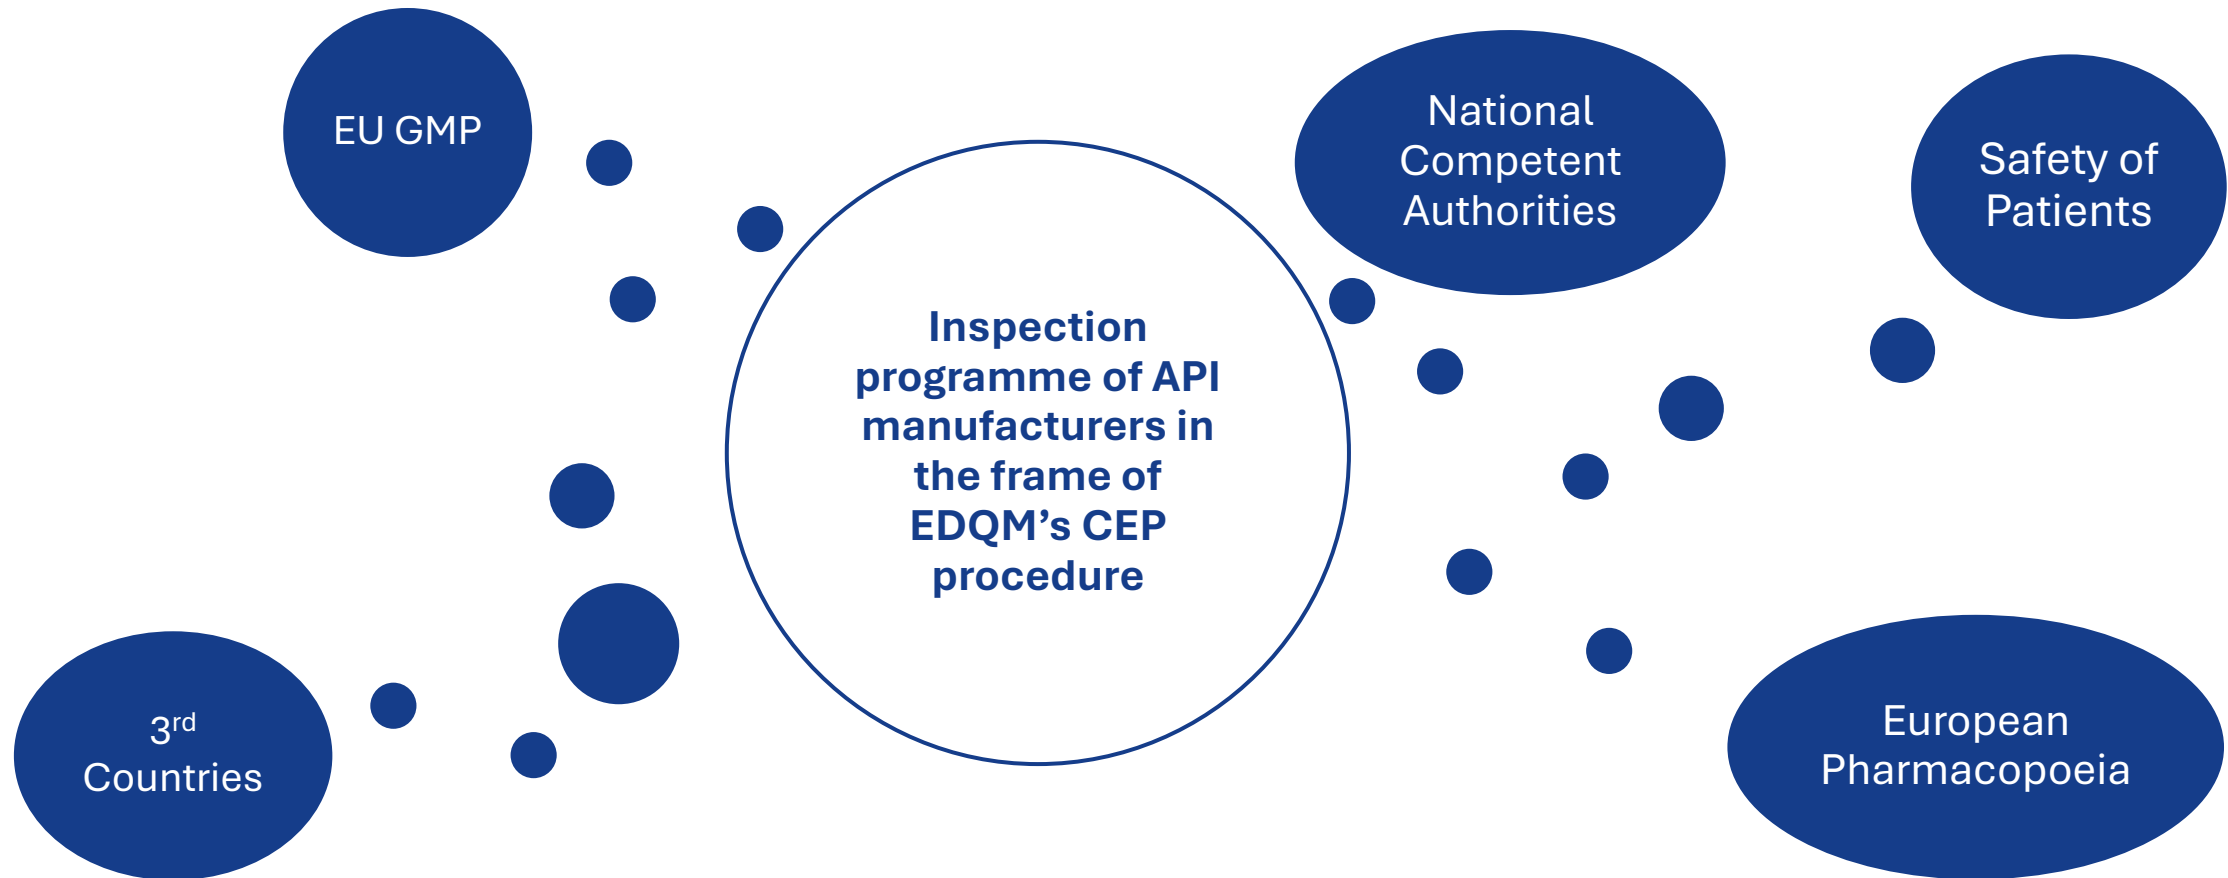 EU GMP
National
Competent
Authorities
Safety of
Patients
Inspection
programme of API
manufacturers in
the frame of
EDQM’s CEP
procedure
3rd
Countries
European
Pharmacopoeia